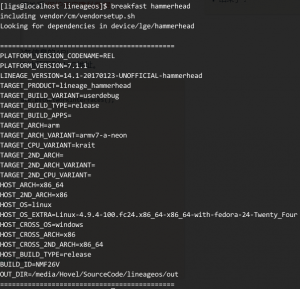 [ligs@localhost lineageos]$ breakfast hammerhead
including vendor/cm/vendorsetup.sh
Looking for dependencies in device/lge/hammerhead

============================================
PLATFORM_VERSION_CODENAME=REL
PLATFORM_VERSION=7.1.1
LINEAGE_VERSION=14.1-20170123-UNOFFICIAL-hammerhead
TARGET_PRODUCT=lineage_hammerhead
TARGET_BUILD_VARIANT=userdebug
TARGET_BUILD_TYPE=release
TARGET_BUILD_APPS=
TARGET_ARCH=arm
TARGET_ARCH_VARIANT=armv7-a-neon
TARGET_CPU_VARIANT=krait
TARGET_2ND_ARCH=
TARGET_2ND_ARCH_VARIANT=
TARGET_2ND_CPU_VARIANT=
HOST_ARCH=x86_64
HOST_2ND_ARCH=x86
HOST_OS=linux
HOST_OS_EXTRA=Linux-4.9.4-100.fc24.x86_64-x86_64-with-fedora-24-Twenty_Four
HOST_CROSS_OS=windows
HOST_CROSS_ARCH=x86
HOST_CROSS_2ND_ARCH=x86_64
HOST_BUILD_TYPE=release
BUILD_ID=NMF26V
OUT_DIR=/media/Hovel/SourceCode/lineageos/out
============================================